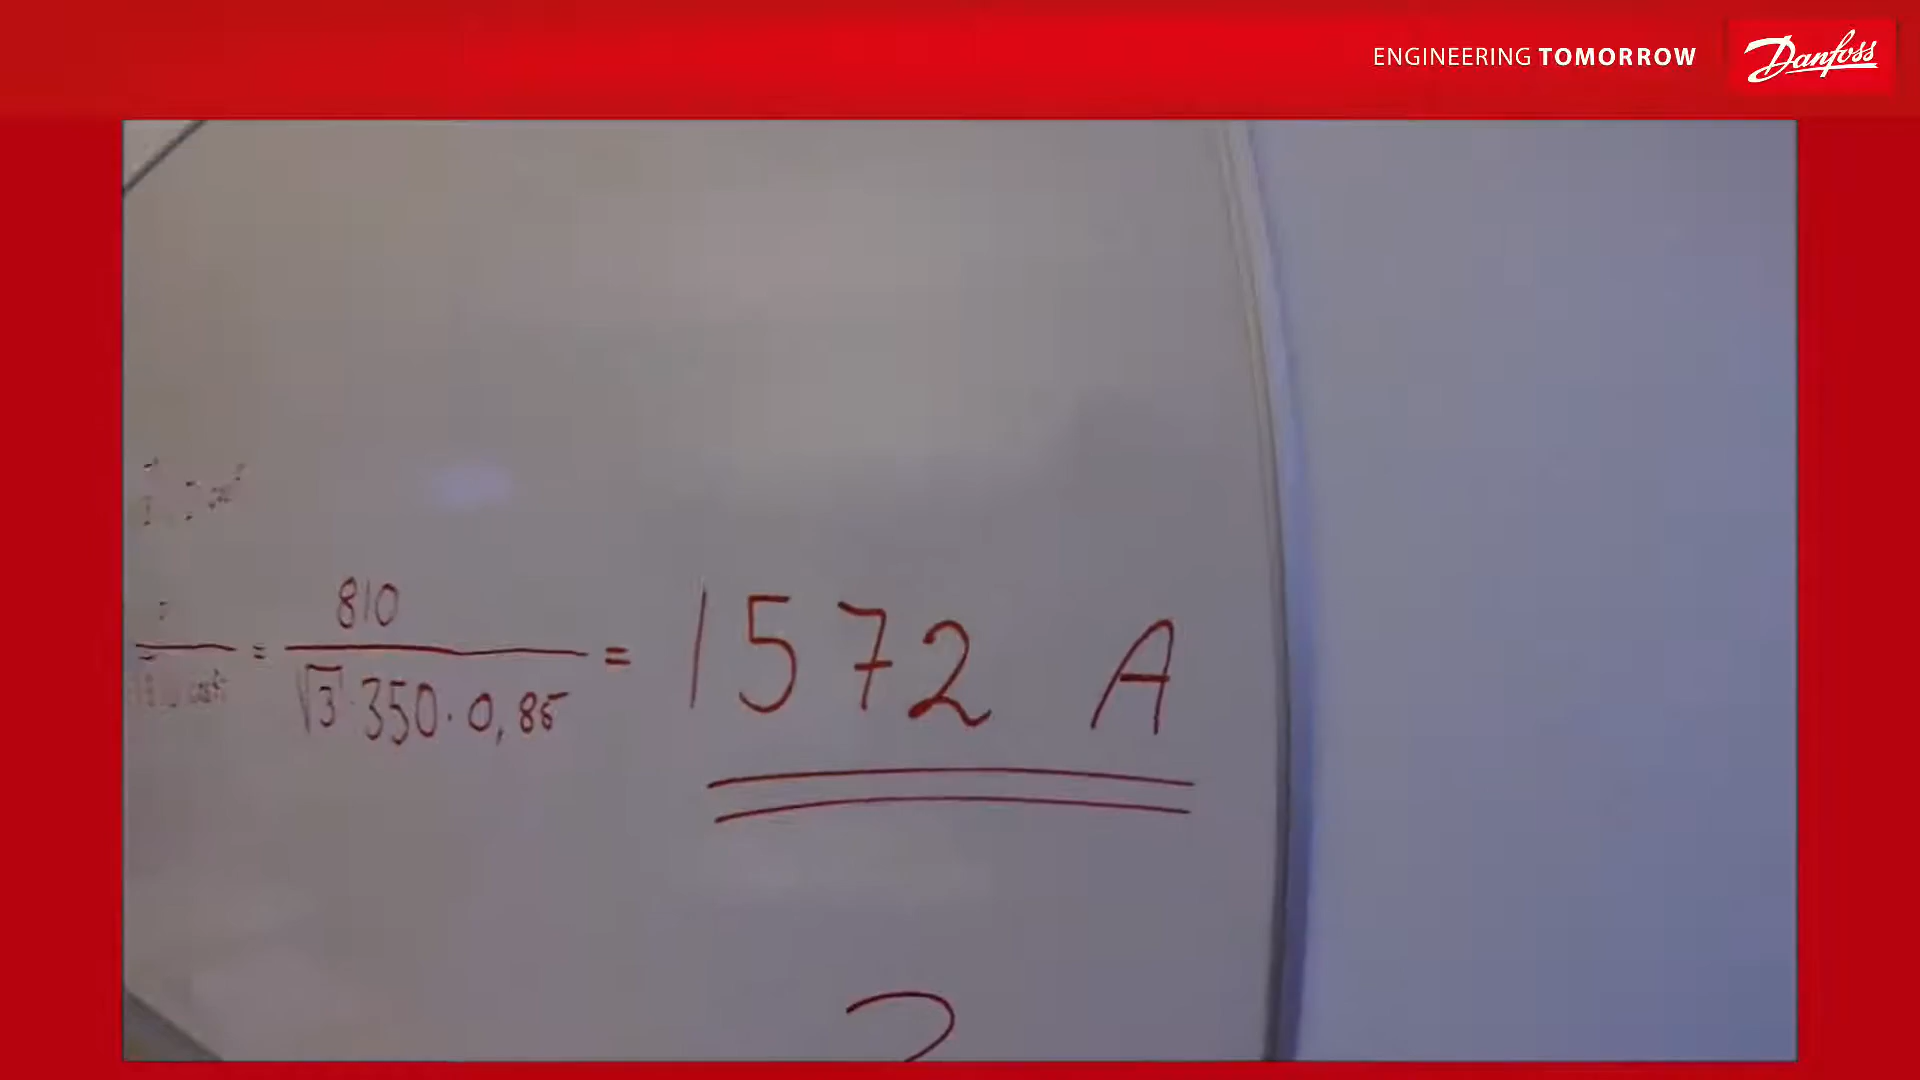 ENGINEERING TOMORROW
Danfoss
810
= ——— = 1572 A
√3 · 350 · 0,85
?